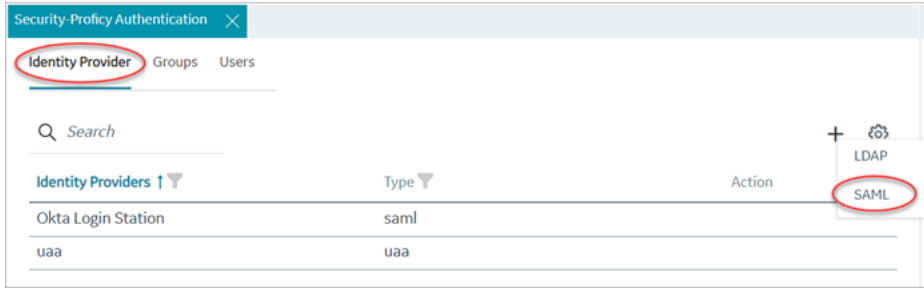 Security-Proficy Authentication
Identity Provider Groups Users
Search
LDAP
Identity Providers Type Action
SAML
Okta Login Station saml
uaa uaa